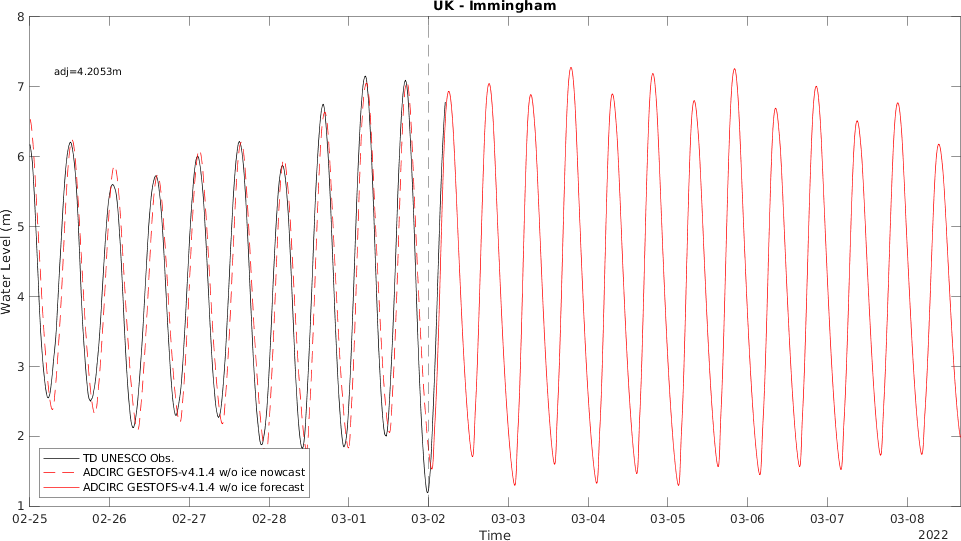 UK - Immingham
8
adj=4.2053m
7
6
5
4
3
2
1
Water Level (m)
TD UNESCO Obs.
ADCIRC GESTOFS-v4.1.4 w/o ice nowcast
ADCIRC GESTOFS-v4.1.4 w/o ice forecast
02-25 02-26 02-27 02-28 03-01 03-02 03-03 03-04 03-05 03-06 03-07 03-08
Time
2022